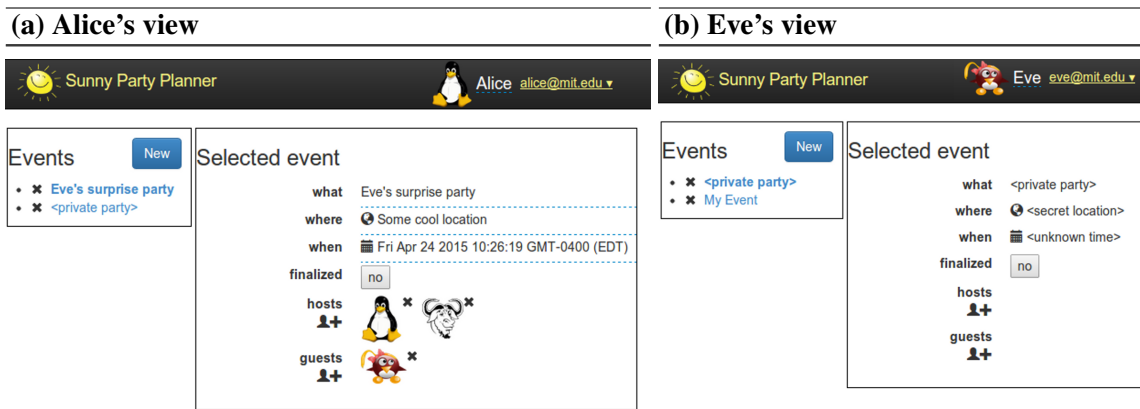 (a) Alice's view
Sunny Party Planner
Alice alice@mit.edu ▾
Events New
Eve's surprise party
<private party>
Selected event
what Eve's surprise party
where Some cool location
when Fri Apr 24 2015 10:26:19 GMT-0400 (EDT)
finalized no
hosts
guests
(b) Eve's view
Sunny Party Planner
Eve eve@mit.edu ▾
Events New
<private party>
My Event
Selected event
what <private party>
where <secret location>
when <unknown time>
finalized no
hosts
guests